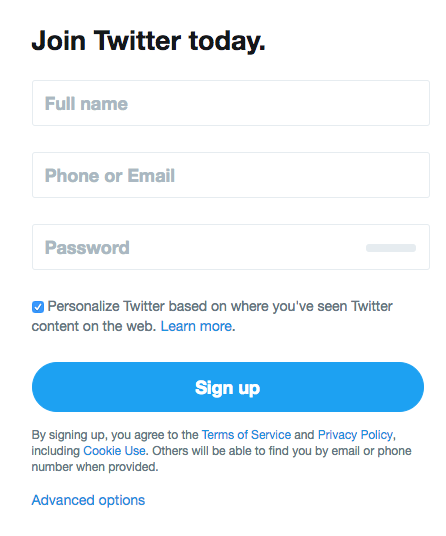 Join Twitter today.
Full name
Phone or Email
Password
Personalize Twitter based on where you've seen Twitter
content on the web. Learn more.
Sign up
By signing up, you agree to the Terms of Service and Privacy Policy,
including Cookie Use. Others will be able to find you by email or phone
number when provided.
Advanced options